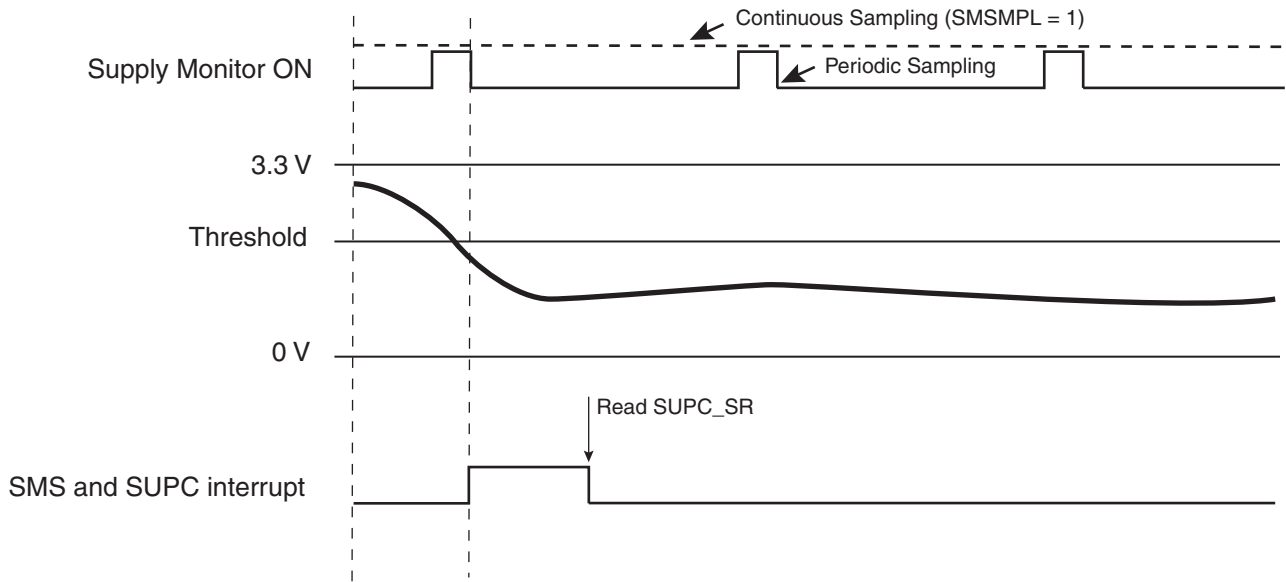 Continuous Sampling (SMSMPL = 1)
Supply Monitor ON
Periodic Sampling
3.3 V
Threshold
0 V
Read SUPC_SR
SMS and SUPC interrupt